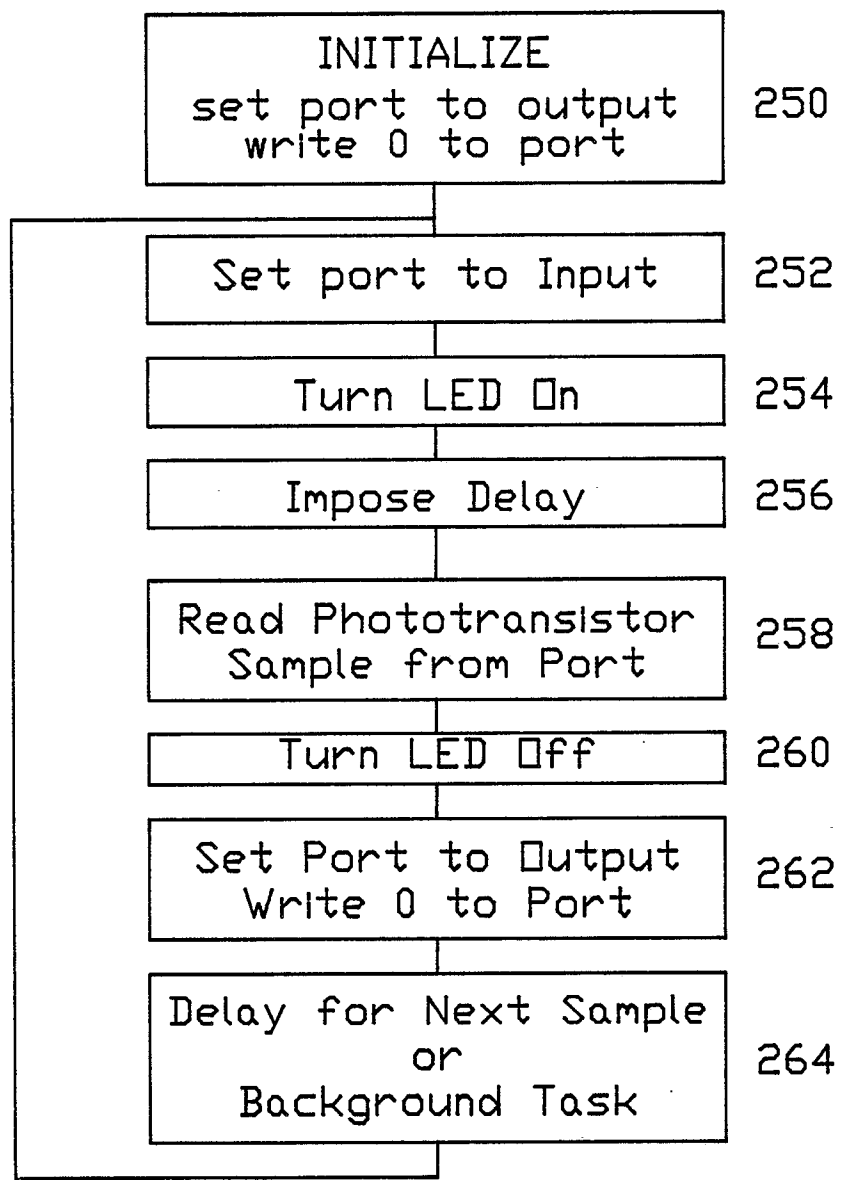 INITIALIZE
set port to output
write 0 to port
250
Set port to Input
252
Turn LED On
254
Impose Delay
256
Read Phototransistor
Sample from Port
258
Turn LED Off
260
Set Port to Output
Write 0 to Port
262
Delay for Next Sample
or
Background Task
264